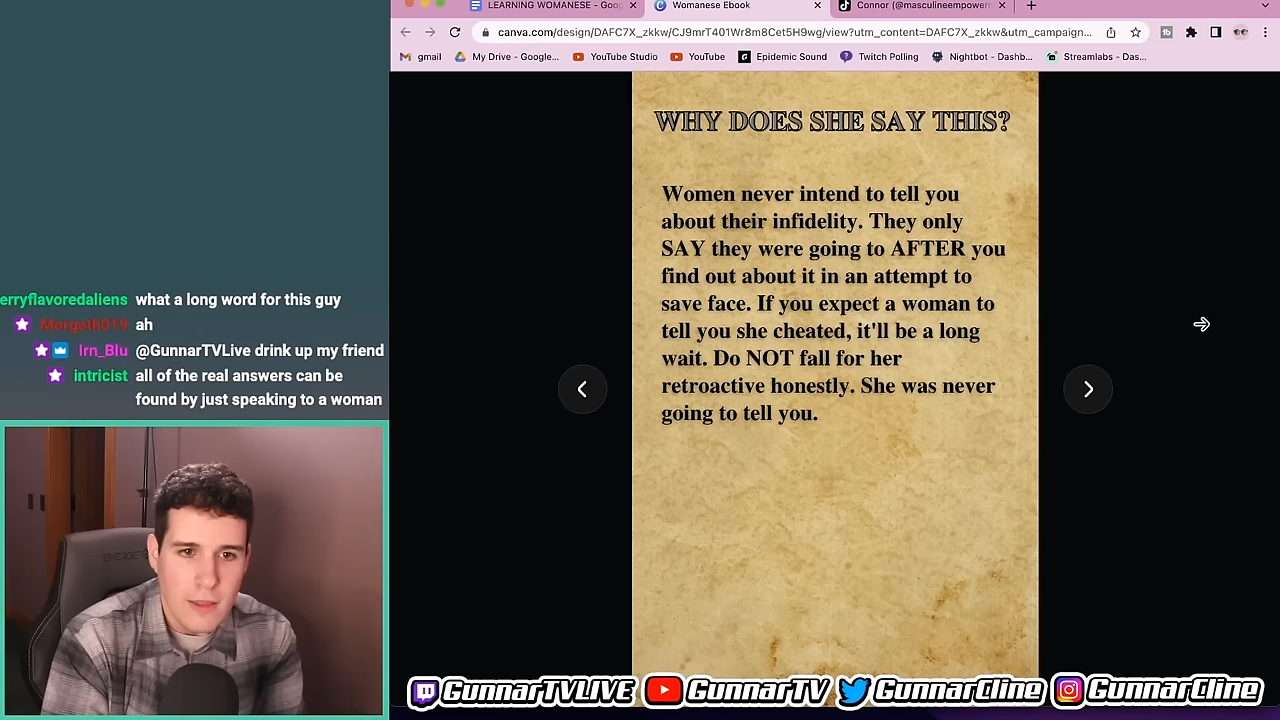 LEARNING WOMANESE - Goog
Womanese Ebook
Connor (@masculineempower
canva.com/design/DAFC7X_zkkw/CJ9mrT401Wr8m8Cet5H9wg/view?utm_content=DAFC7X_zkkw&utm_campaign...
gmail
My Drive - Google...
YouTube Studio
YouTube
Epidemic Sound
Twitch Polling
Nightbot - Dashb...
Streamlabs - Das...
WHY DOES SHE SAY THIS?
Women never intend to tell you
about their infidelity. They only
SAY they were going to AFTER you
find out about it in an attempt to
save face. If you expect a woman to
tell you she cheated, it'll be a long
wait. Do NOT fall for her
retroactive honestly. She was never
going to tell you.
erryflavoredaliens what a long word for this guy
Morgoth019 ah
Irn_Blu @GunnarTVLive drink up my friend
intricist all of the real answers can be
found by just speaking to a woman
GunnarTVLIVE
GunnarTV
GunnarCline
GunnarCline